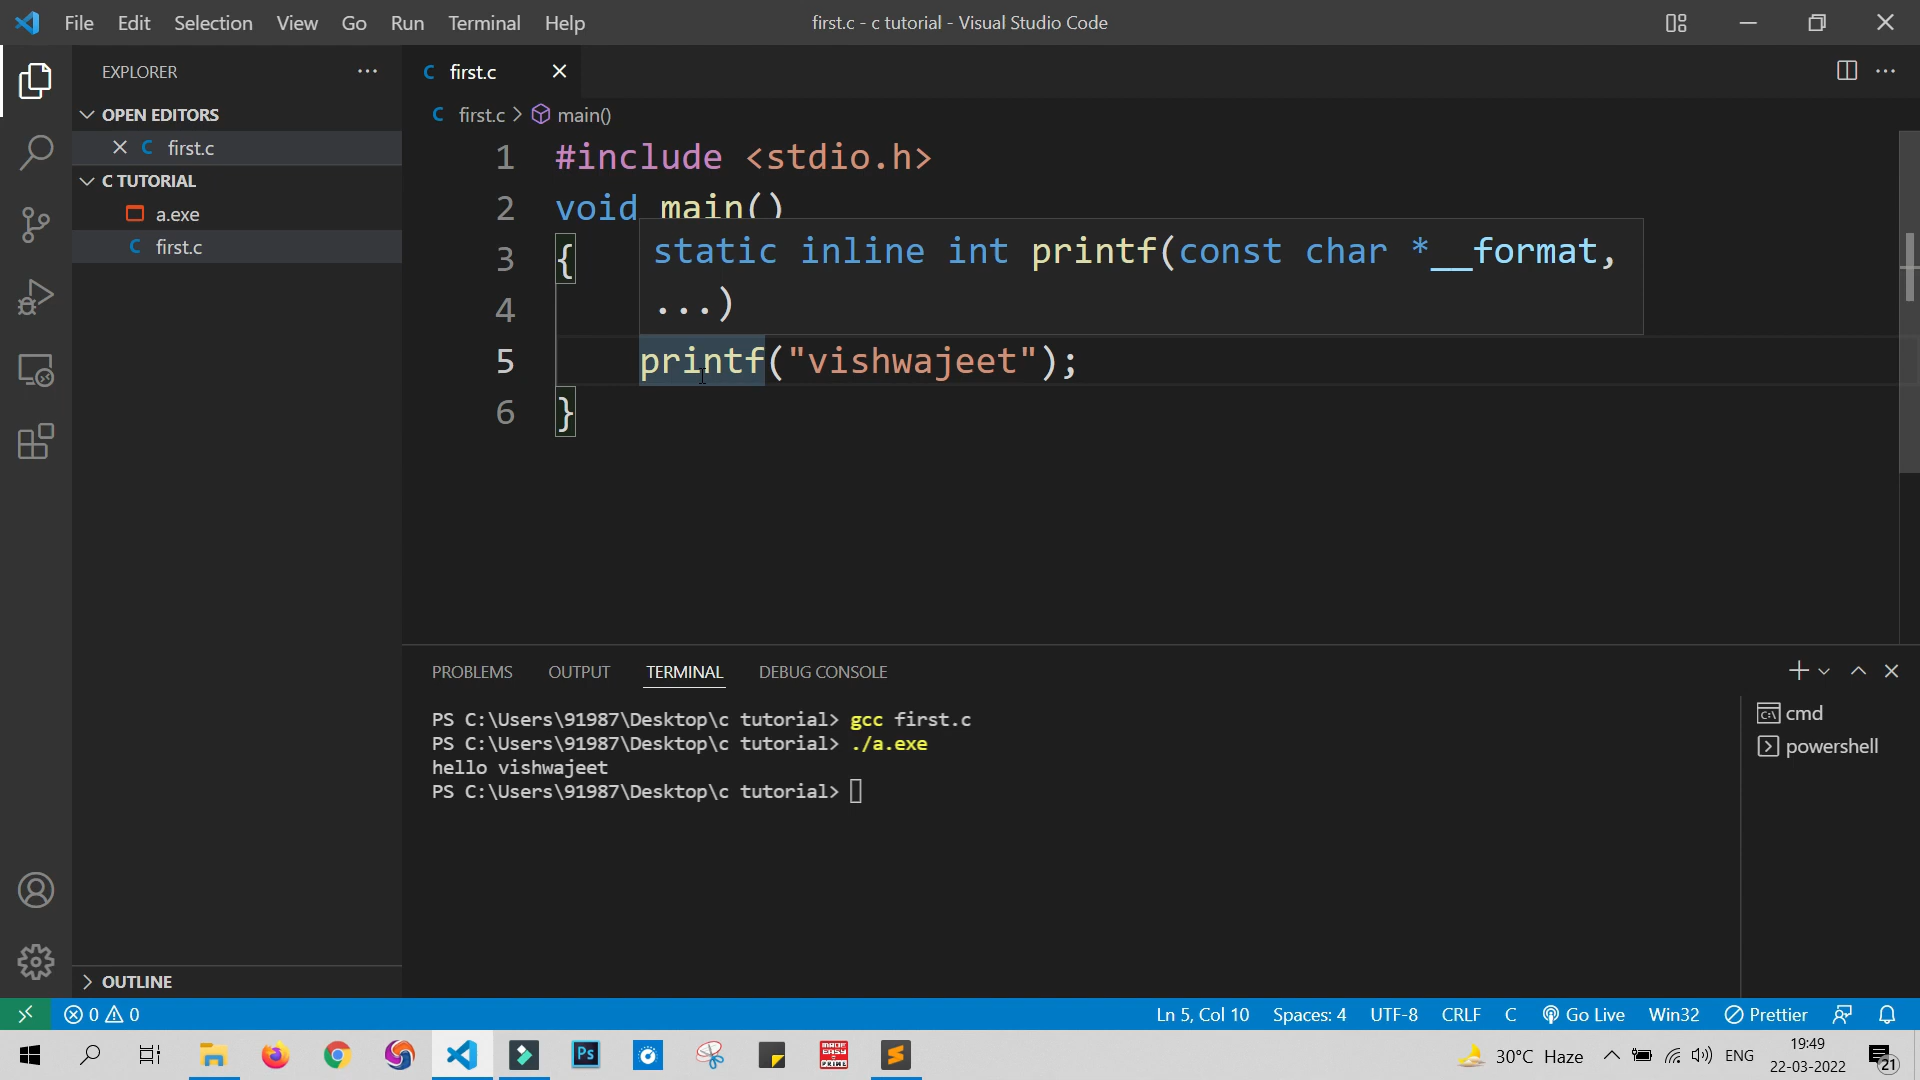 File Edit Selection View Go Run Terminal Help
first.c - c tutorial - Visual Studio Code
EXPLORER
OPEN EDITORS
first.c
C TUTORIAL
a.exe
C first.c
OUTLINE
C first.c
C first.c > main()
1 #include <stdio.h>
2 void main()
3 {
static inline int printf(const char *__format,
...)
4
5 printf("vishwajeet");
6 }
PROBLEMS OUTPUT TERMINAL DEBUG CONSOLE
PS C:\Users\91987\Desktop\c tutorial> gcc first.c
PS C:\Users\91987\Desktop\c tutorial> ./a.exe
hello vishwajeet
PS C:\Users\91987\Desktop\c tutorial>
cmd
powershell
0 0
Ln 5, Col 10 Spaces: 4 UTF-8 CRLF C Go Live Win32 Prettier
Ps
MADE EASY PRIME
30°C Haze
ENG
19:49
22-03-2022
21